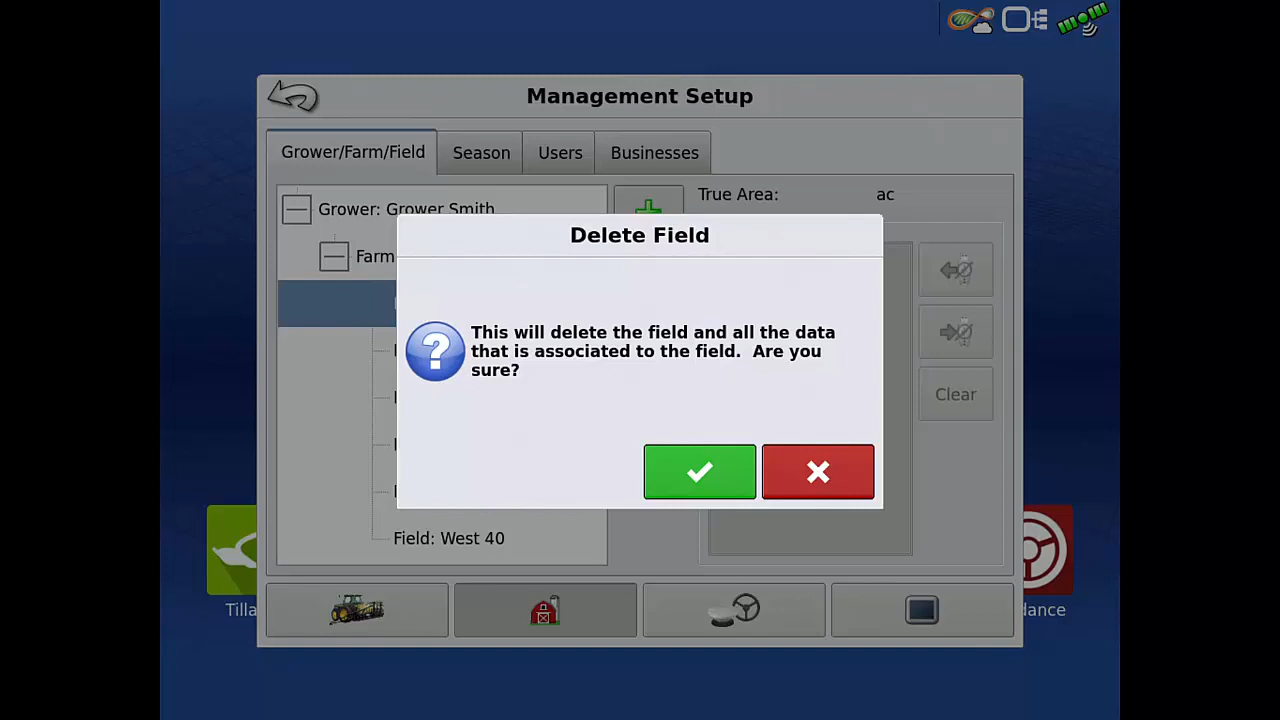 Management Setup
Grower/Farm/Field
Season
Users
Businesses
Grower: Grower Smith
True Area: ac
Farm
Delete Field
This will delete the field and all the data
that is associated to the field. Are you
sure?
Clear
Field: West 40
Tilla
dance